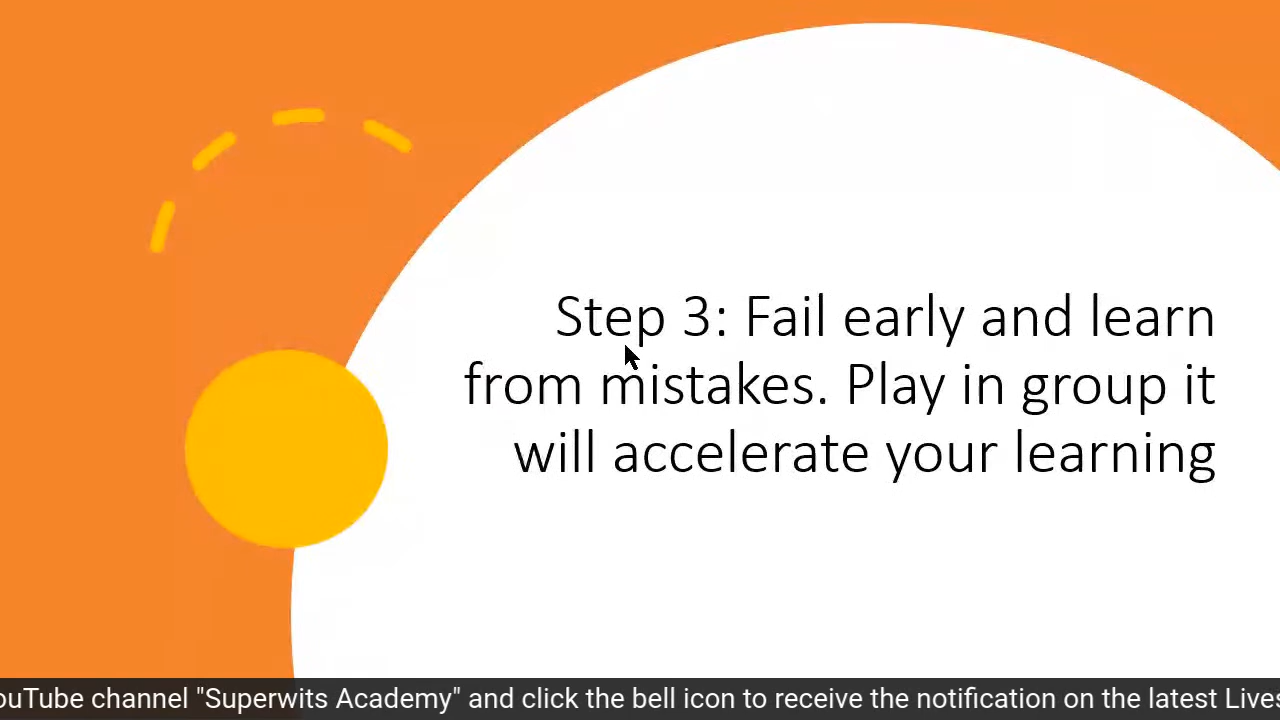 Step 3: Fail early and learn
from mistakes. Play in group it
will accelerate your learning
YouTube channel "Superwits Academy" and click the bell icon to receive the notification on the latest Lives